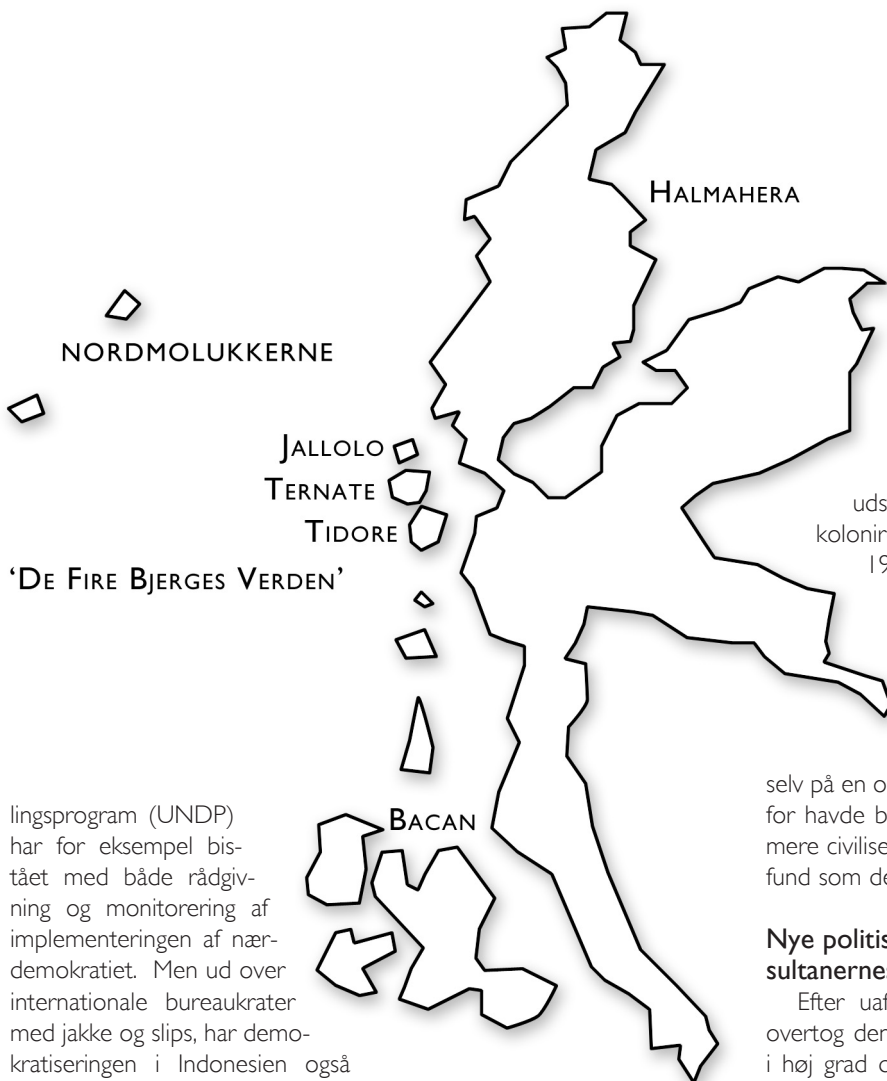 HALMAHERA
NORDMOLUKKERNE
JALLOLO
TERNATE
TIDORE
‘DE FIRE BJERGES VERDEN’
BACAN
lingsprogram (UNDP)
har for eksempel bis-
tået med både rådgiv-
ning og monitorering af
implementeringen af nær-
demokratiet. Men ud over
internationale bureaukrater
med jakke og slips, har demo-
kratiseringen i Indonesien også
uds
kolonir
19
selv på en o
for havde b
mere civilise
fund som de
Nye politis
sultanernes
Efter uaf
overtog der
i høj grad o